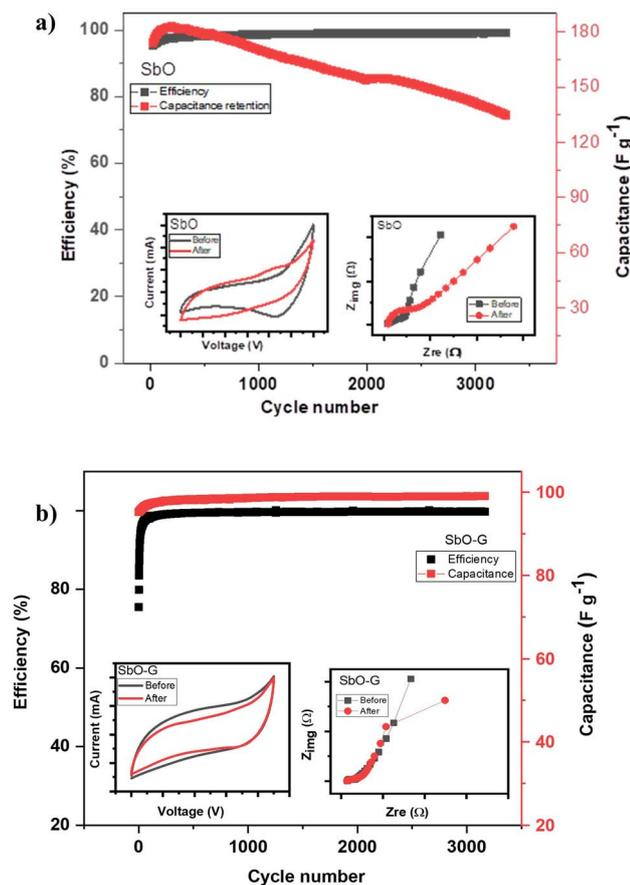 a)
100
80
60
40
20
0
Efficiency (%)
180
150
120
90
60
30
Capacitance (F g-1)
SbO
Efficiency
Capacitance retention
SbO
Before
After
Current (mA)
Voltage (V)
SbO
Before
After
Zimg (Ω)
Zre (Ω)
0
1000
2000
3000
Cycle number
b)
80
60
40
20
Efficiency (%)
100
80
60
40
20
Capacitance (F g-1)
SbO-G
Efficiency
Capacitance
SbO-G
Before
After
Current (mA)
Voltage (V)
SbO-G
Before
After
Zimg (Ω)
Zre (Ω)
0
1000
2000
3000
Cycle number